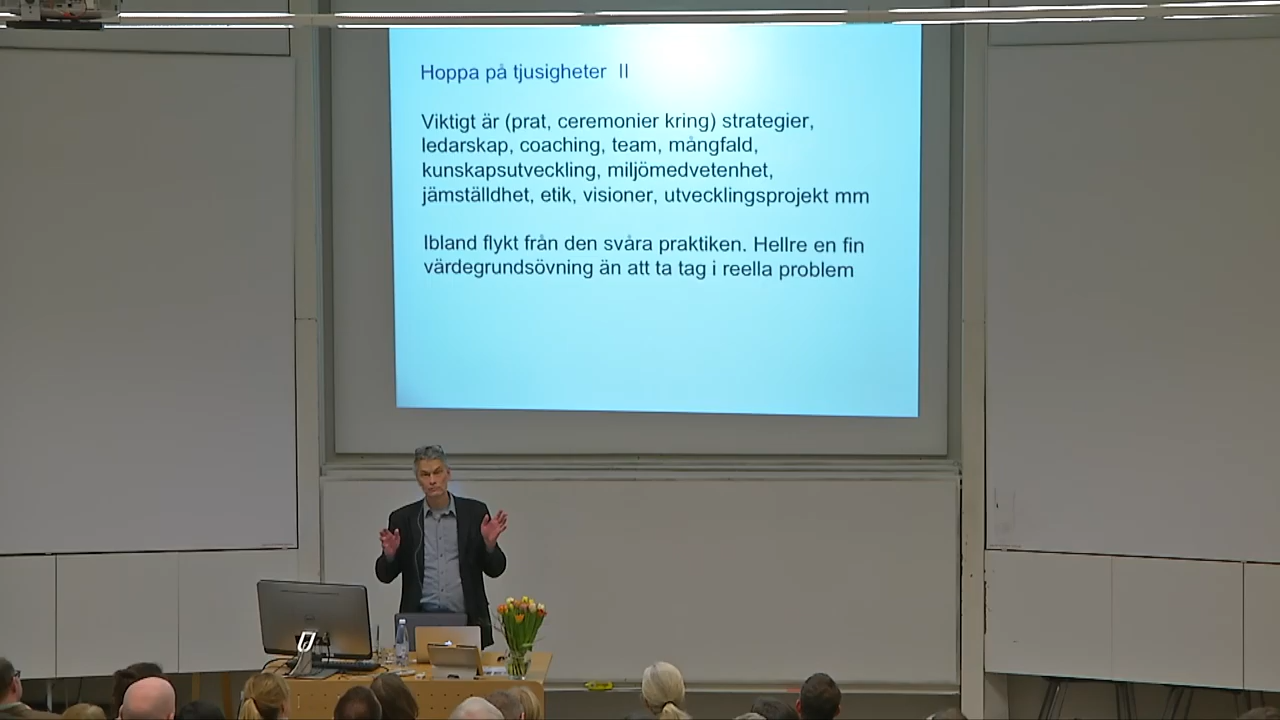 Hoppa på tjusigheter II
Viktigt är (prat, ceremonier kring) strategier,
ledarskap, coaching, team, mångfald,
kunskapsutveckling, miljömedvetenhet,
jämställdhet, etik, visioner, utvecklingsprojekt mm
Ibland flykt från den svåra praktiken. Hellre en fin
värdegrundsövning än att ta tag i reella problem